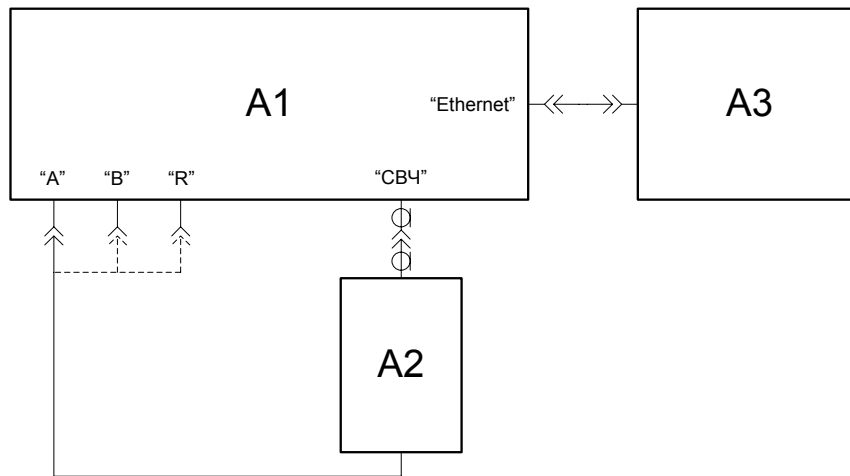 A1
A3
“Ethernet”
“A” “B” “R” “СВЧ”
A2